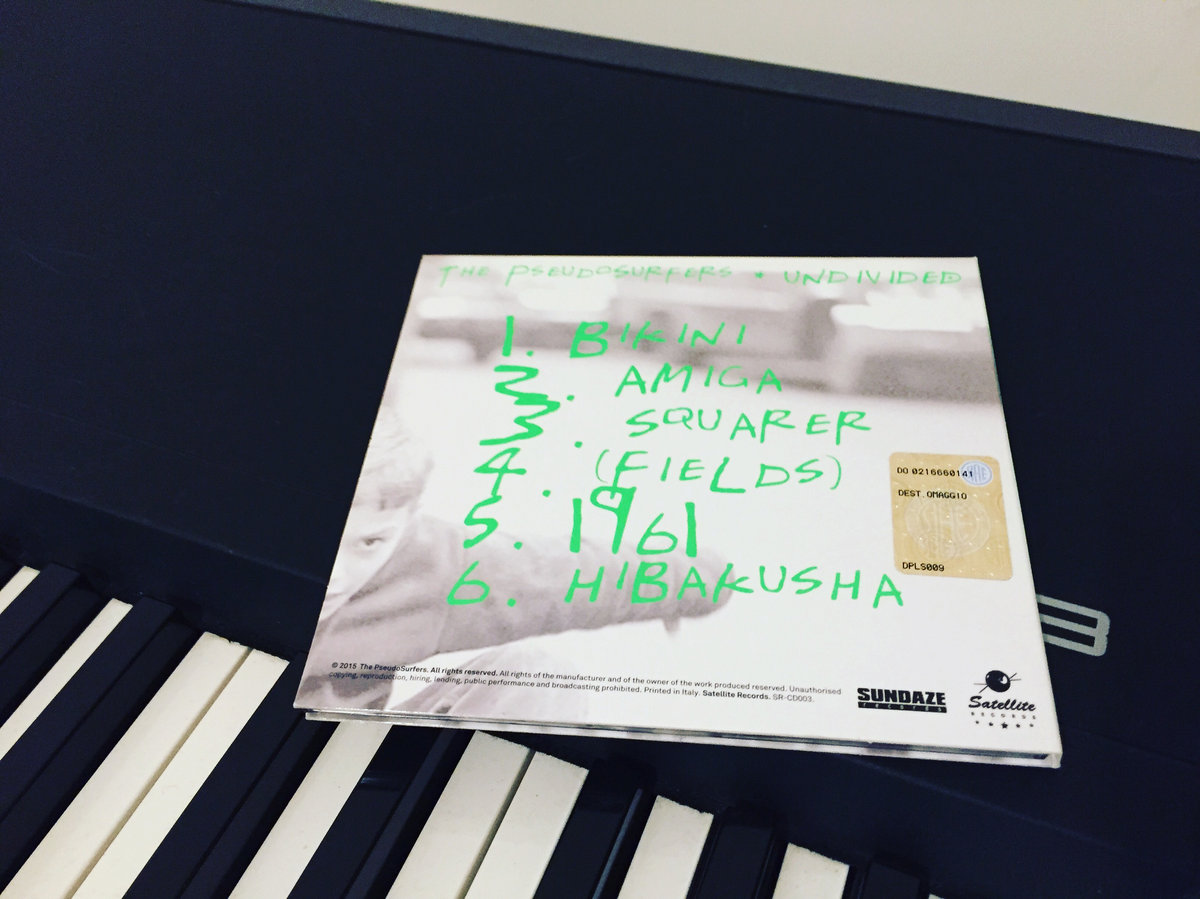 THE PSEUDOSURFERS • UNDIVIDED
1. BIKINI
2. AMIGA
3. SQUARER
4. (FIELDS)
5. 1961
6. HIBAKUSHA
DO 0216660141
DEST.OMAGGIO
DPLS009
© 2015 The PseudoSurfers. All rights reserved. All rights of the manufacturer and of the owner of the work produced reserved. Unauthorised
copying, reproduction, hiring, lending, public performance and broadcasting prohibited. Printed in Italy. Satellite Records. SR-CD003.
SUNDAZE
records
Satellite
RECORDS